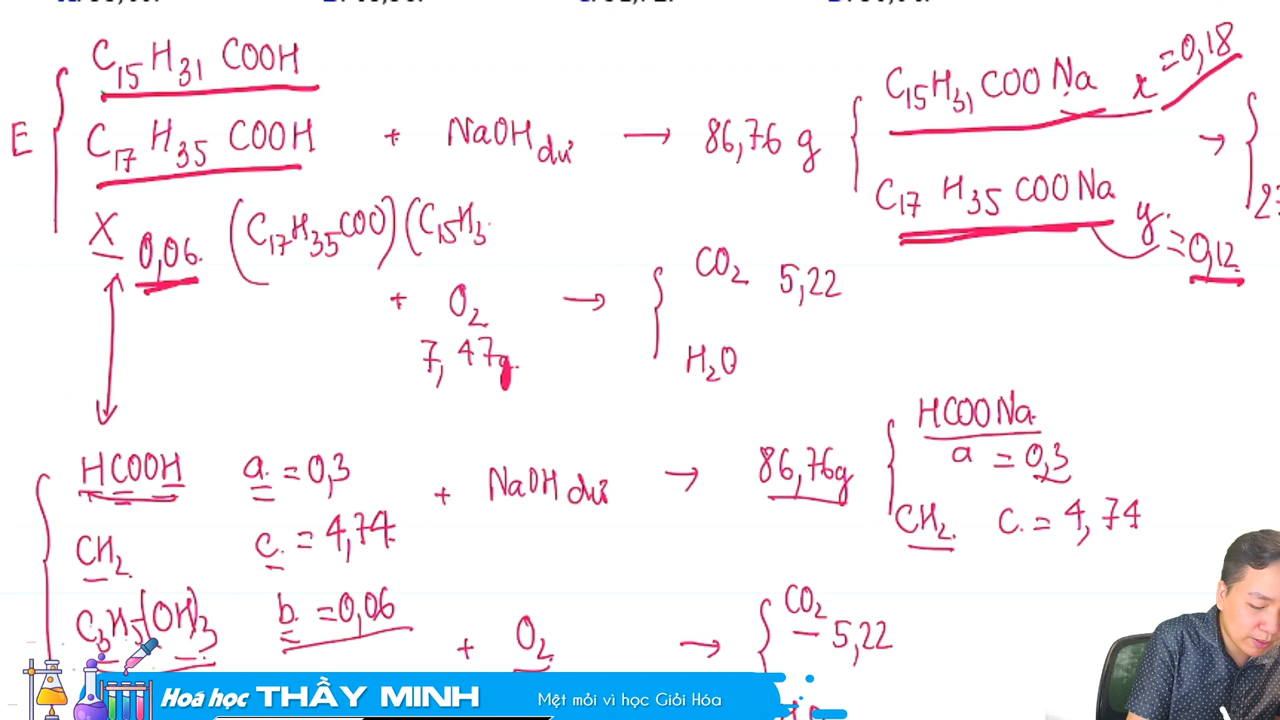 C15H31COOH
C17H35COOH + NaOH dư → 86,76 g
C15H31COONa x = 0,18
C17H35COONa y = 0,12
E
X 0,06 (C17H35COO)(C15H3
+ O2 → CO2 5,22
7,47 H2O
HCOOH a = 0,3 + NaOH dư → 86,76g HCOONa a = 0,3
CH2 c = 4,74 CH2 c = 4,74
C3H5(OH)3 b = 0,06 + O2 → CO2 5,22
Hoá học THẦY MINH Mệt mỏi vì học Giỏi Hóa